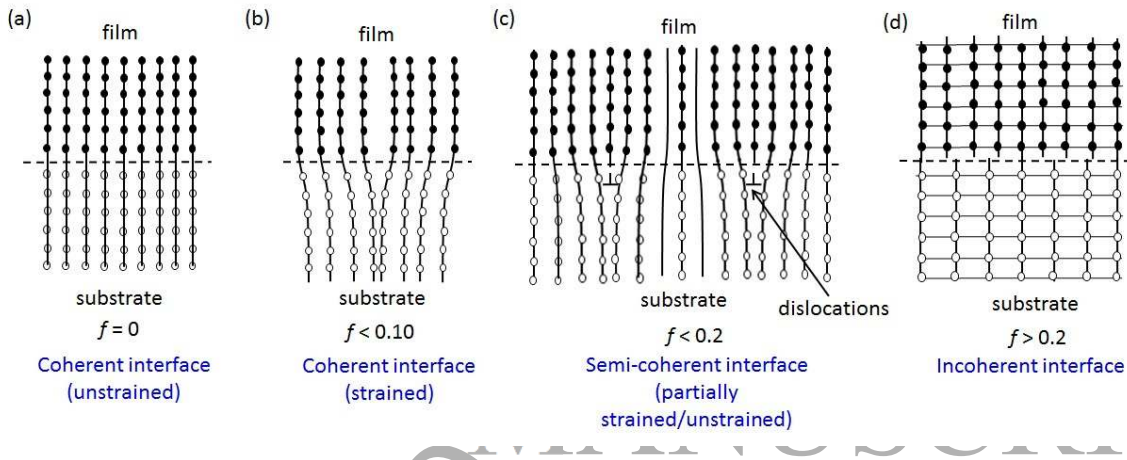 (a)
film
substrate
f = 0
Coherent interface
(unstrained)
(b)
film
substrate
f < 0.10
Coherent interface
(strained)
(c)
film
substrate
dislocations
f < 0.2
Semi-coherent interface
(partially
strained/unstrained)
(d)
film
substrate
f > 0.2
Incoherent interface